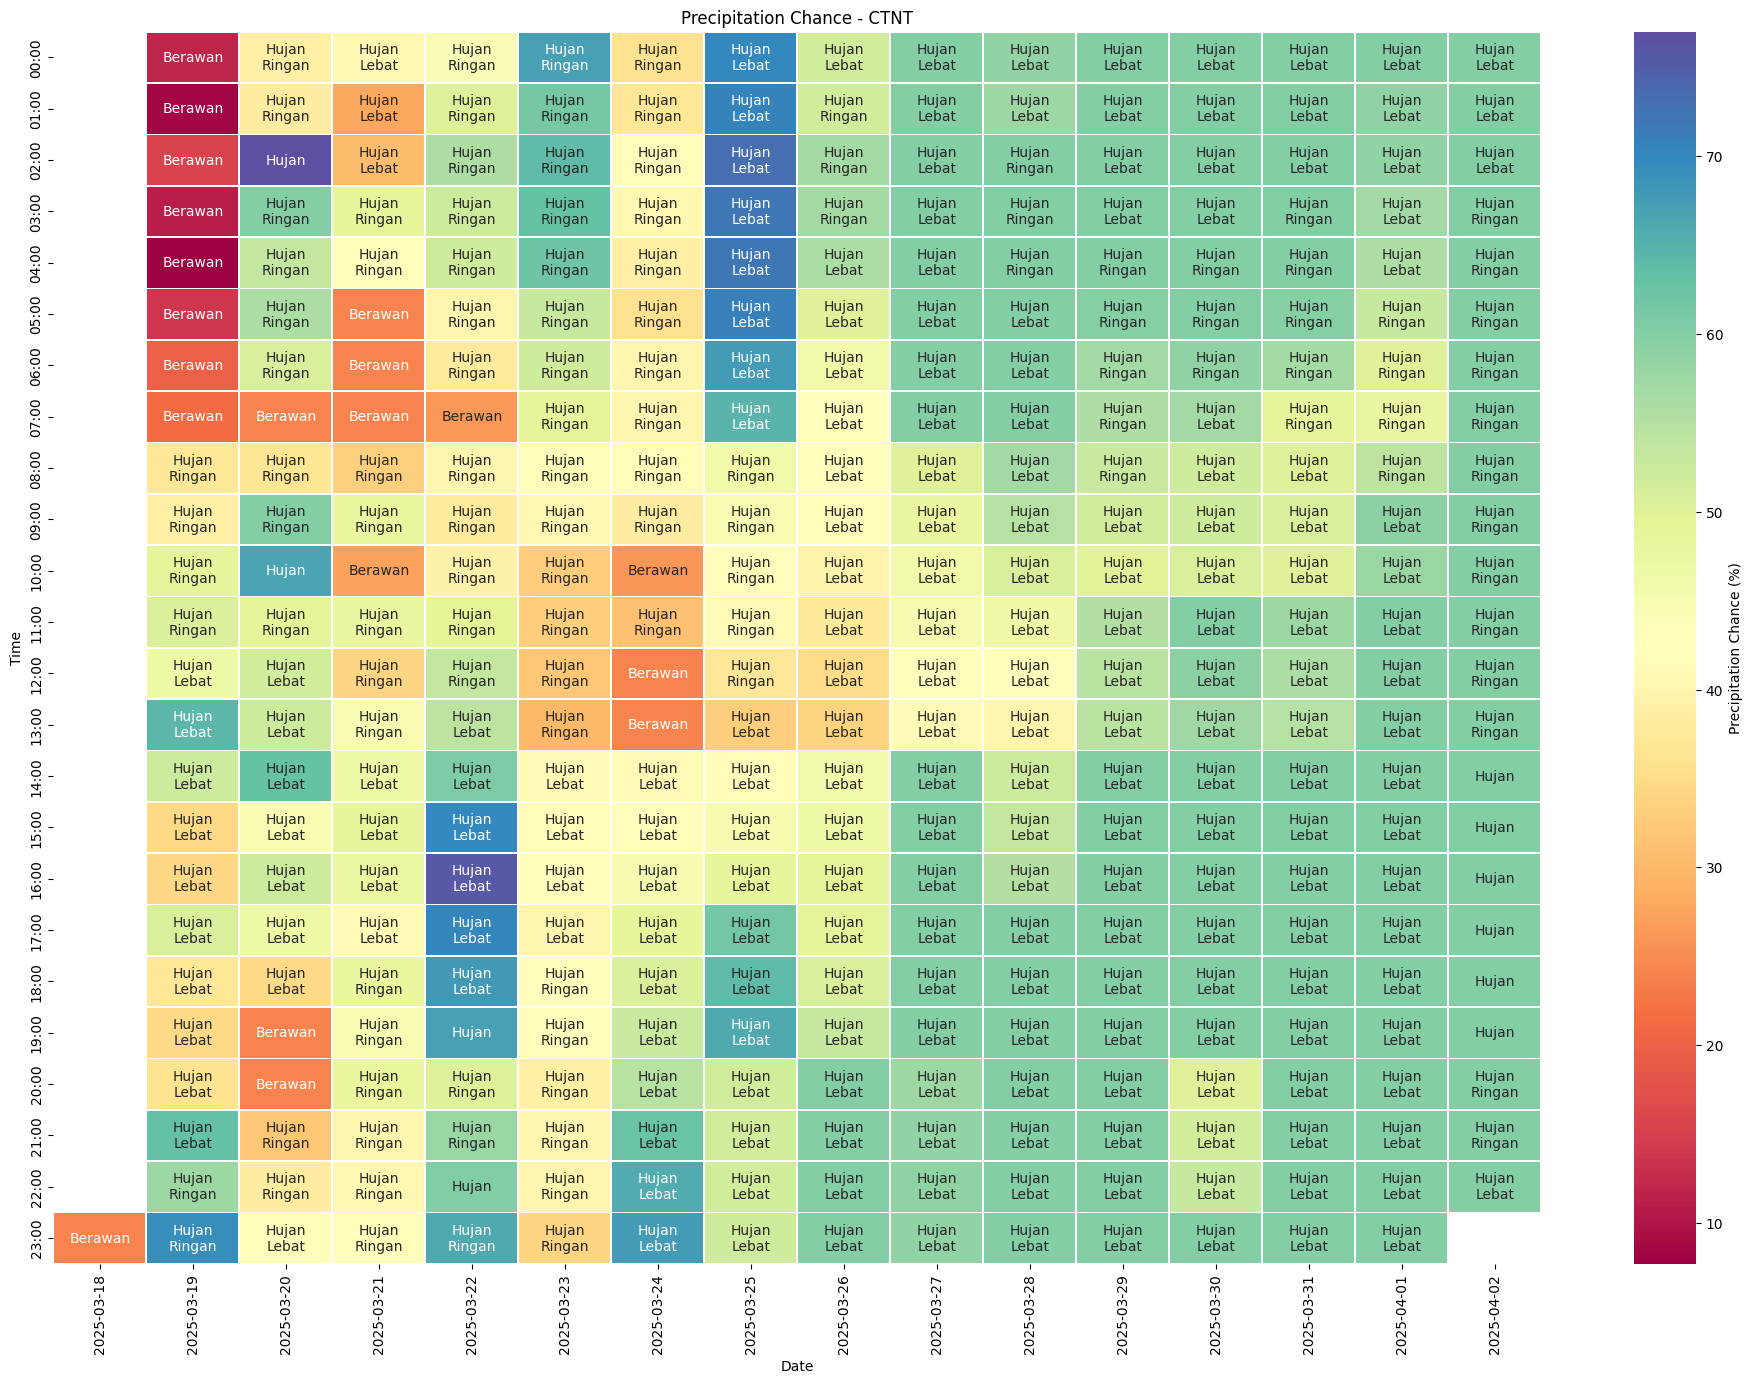 Precipitation Chance - CTNT
00:00 Berawan Hujan Ringan Hujan Lebat Hujan Ringan Hujan Ringan Hujan Ringan Hujan Lebat Hujan Lebat Hujan Lebat Hujan Lebat Hujan Lebat Hujan Lebat Hujan Lebat Hujan Lebat Hujan Lebat
01:00 Berawan Hujan Ringan Hujan Lebat Hujan Ringan Hujan Ringan Hujan Ringan Hujan Lebat Hujan Ringan Hujan Lebat Hujan Ringan Hujan Lebat Hujan Lebat Hujan Lebat Hujan Lebat Hujan Lebat
02:00 Berawan Hujan Hujan Lebat Hujan Ringan Hujan Ringan Hujan Ringan Hujan Lebat Hujan Ringan Hujan Lebat Hujan Ringan Hujan Lebat Hujan Lebat Hujan Lebat Hujan Lebat Hujan Lebat
03:00 Berawan Hujan Ringan Hujan Ringan Hujan Ringan Hujan Ringan Hujan Ringan Hujan Lebat Hujan Ringan Hujan Lebat Hujan Ringan Hujan Lebat Hujan Lebat Hujan Ringan Hujan Lebat Hujan Ringan
04:00 Berawan Hujan Ringan Hujan Ringan Hujan Ringan Hujan Ringan Hujan Ringan Hujan Lebat Hujan Lebat Hujan Lebat Hujan Ringan Hujan Ringan Hujan Ringan Hujan Ringan Hujan Lebat Hujan Ringan
05:00 Berawan Hujan Ringan Berawan Hujan Ringan Hujan Ringan Hujan Ringan Hujan Lebat Hujan Lebat Hujan Lebat Hujan Lebat Hujan Ringan Hujan Ringan Hujan Ringan Hujan Ringan Hujan Ringan
06:00 Berawan Hujan Ringan Berawan Hujan Ringan Hujan Ringan Hujan Ringan Hujan Lebat Hujan Lebat Hujan Lebat Hujan Lebat Hujan Ringan Hujan Ringan Hujan Ringan Hujan Ringan Hujan Ringan
07:00 Berawan Berawan Berawan Berawan Hujan Ringan Hujan Ringan Hujan Lebat Hujan Lebat Hujan Lebat Hujan Lebat Hujan Ringan Hujan Lebat Hujan Ringan Hujan Ringan Hujan Ringan
08:00 Hujan Ringan Hujan Ringan Hujan Ringan Hujan Ringan Hujan Ringan Hujan Ringan Hujan Ringan Hujan Lebat Hujan Lebat Hujan Lebat Hujan Ringan Hujan Lebat Hujan Lebat Hujan Ringan Hujan Ringan
09:00 Hujan Ringan Hujan Ringan Hujan Ringan Hujan Ringan Hujan Ringan Hujan Ringan Hujan Ringan Hujan Lebat Hujan Lebat Hujan Lebat Hujan Lebat Hujan Lebat Hujan Lebat Hujan Lebat Hujan Ringan
10:00 Hujan Ringan Hujan Berawan Hujan Ringan Hujan Ringan Berawan Hujan Ringan Hujan Lebat Hujan Lebat Hujan Lebat Hujan Lebat Hujan Lebat Hujan Lebat Hujan Lebat Hujan Ringan
11:00 Hujan Ringan Hujan Ringan Hujan Ringan Hujan Ringan Hujan Ringan Hujan Ringan Hujan Ringan Hujan Lebat Hujan Lebat Hujan Lebat Hujan Lebat Hujan Lebat Hujan Lebat Hujan Lebat Hujan Ringan
12:00 Hujan Lebat Hujan Lebat Hujan Ringan Hujan Ringan Hujan Ringan Berawan Hujan Ringan Hujan Lebat Hujan Lebat Hujan Lebat Hujan Lebat Hujan Lebat Hujan Lebat Hujan Lebat Hujan Ringan
13:00 Hujan Lebat Hujan Lebat Hujan Ringan Hujan Lebat Hujan Ringan Berawan Hujan Lebat Hujan Lebat Hujan Lebat Hujan Lebat Hujan Lebat Hujan Lebat Hujan Lebat Hujan Lebat Hujan Ringan
14:00 Hujan Lebat Hujan Lebat Hujan Lebat Hujan Lebat Hujan Lebat Hujan Lebat Hujan Lebat Hujan Lebat Hujan Lebat Hujan Lebat Hujan Lebat Hujan Lebat Hujan Lebat Hujan Lebat Hujan
15:00 Hujan Lebat Hujan Lebat Hujan Lebat Hujan Lebat Hujan Lebat Hujan Lebat Hujan Lebat Hujan Lebat Hujan Lebat Hujan Lebat Hujan Lebat Hujan Lebat Hujan Lebat Hujan Lebat Hujan
16:00 Hujan Lebat Hujan Lebat Hujan Lebat Hujan Lebat Hujan Lebat Hujan Lebat Hujan Lebat Hujan Lebat Hujan Lebat Hujan Lebat Hujan Lebat Hujan Lebat Hujan Lebat Hujan Lebat Hujan
17:00 Hujan Lebat Hujan Lebat Hujan Lebat Hujan Lebat Hujan Lebat Hujan Lebat Hujan Lebat Hujan Lebat Hujan Lebat Hujan Lebat Hujan Lebat Hujan Lebat Hujan Lebat Hujan Lebat Hujan
18:00 Hujan Lebat Hujan Lebat Hujan Ringan Hujan Lebat Hujan Ringan Hujan Lebat Hujan Lebat Hujan Lebat Hujan Lebat Hujan Lebat Hujan Lebat Hujan Lebat Hujan Lebat Hujan Lebat Hujan
19:00 Hujan Lebat Berawan Hujan Ringan Hujan Hujan Ringan Hujan Lebat Hujan Lebat Hujan Lebat Hujan Lebat Hujan Lebat Hujan Lebat Hujan Lebat Hujan Lebat Hujan Lebat Hujan
20:00 Hujan Lebat Berawan Hujan Ringan Hujan Ringan Hujan Ringan Hujan Lebat Hujan Lebat Hujan Lebat Hujan Lebat Hujan Lebat Hujan Lebat Hujan Lebat Hujan Lebat Hujan Lebat Hujan Ringan
21:00 Hujan Lebat Hujan Ringan Hujan Ringan Hujan Ringan Hujan Ringan Hujan Lebat Hujan Lebat Hujan Lebat Hujan Lebat Hujan Lebat Hujan Lebat Hujan Lebat Hujan Lebat Hujan Lebat Hujan Ringan
22:00 Hujan Ringan Hujan Ringan Hujan Ringan Hujan Hujan Ringan Hujan Lebat Hujan Lebat Hujan Lebat Hujan Lebat Hujan Lebat Hujan Lebat Hujan Lebat Hujan Lebat Hujan Lebat Hujan Lebat
23:00 Berawan Hujan Ringan Hujan Lebat Hujan Ringan Hujan Ringan Hujan Ringan Hujan Lebat Hujan Lebat Hujan Lebat Hujan Lebat Hujan Lebat Hujan Lebat Hujan Lebat Hujan Lebat Hujan Lebat
Time
2025-03-18 2025-03-19 2025-03-20 2025-03-21 2025-03-22 2025-03-23 2025-03-24 2025-03-25 2025-03-26 2025-03-27 2025-03-28 2025-03-29 2025-03-30 2025-03-31 2025-04-01 2025-04-02
Date
70
60
50
40
30
20
10
Precipitation Chance (%)